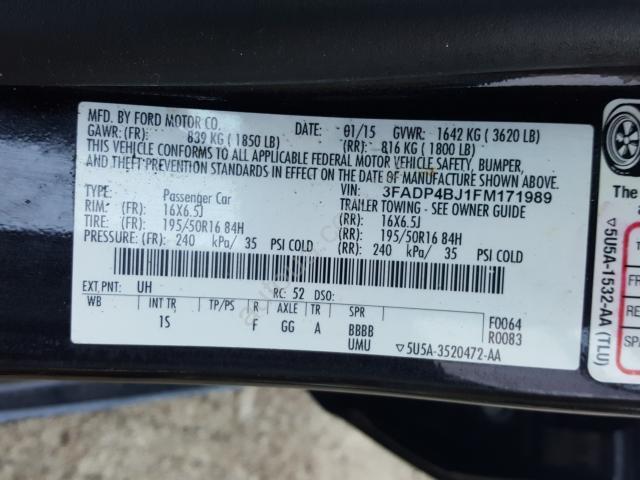 MFD. BY FORD MOTOR CO. DATE: 01/15 GVWR: 1642 KG ( 3620 LB)
GAWR: (FR): 839 KG ( 1850 LB) (RR): 816 KG ( 1800 LB)
THIS VEHICLE CONFORMS TO ALL APPLICABLE FEDERAL MOTOR VEHICLE SAFETY, BUMPER,
AND THEFT PREVENTION STANDARDS IN EFFECT ON THE DATE OF MANUFACTURE SHOWN ABOVE.
VIN: 3FADP4BJ1FM171989
TYPE: Passenger Car TRAILER TOWING - SEE OWNER GUIDE
RIM: (FR): 16X6.5J (RR): 16X6.5J
TIRE: (FR): 195/50R16 84H (RR): 195/50R16 84H
PRESSURE: (FR): 240 kPa/ 35 PSI COLD (RR): 240 kPa/ 35 PSI COLD
EXT PNT: UH RC: 52 DSO:
WB INT TR TP/PS R AXLE TR SPR
1S F GG A BBBB
UMU
F0064
R0083
▽5U5A-3520472-AA
The
▽5U5A-1532-AA (TLU)
FR
RE
SPA